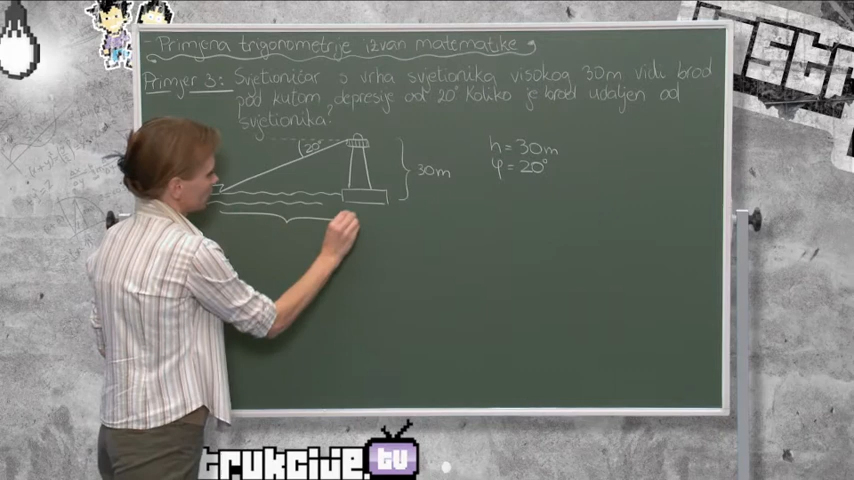 - Primjena trigonometrije izvan matematike
Primjer 3: Svjetioničar s vrha svjetionika visokog 30m vidi brod
pod kutom depresije od 20° Koliko je brod udaljen od
svjetionika?
20°
30m
h = 30m
φ = 20°
trukcije.tv